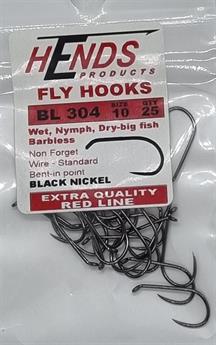 HENDS
PRODUCTS
FLY HOOKS
BL 304 SIZE 10 QTY 25
Wet, Nymph, Dry-big fish
Barbless
Non Forget
Wire - Standard
Bent-in point
BLACK NICKEL
EXTRA QUALITY
RED LINE